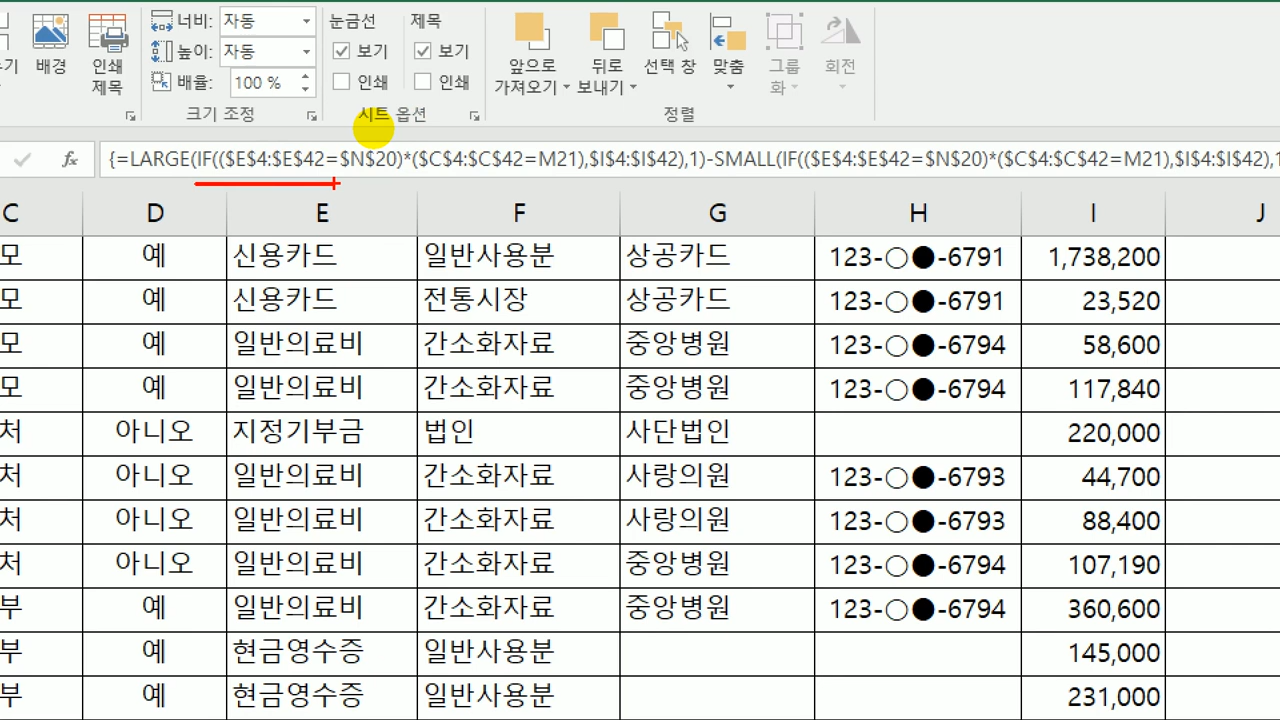 너비: 자동 눈금선 제목
높이: 자동 보기 보기
배율: 100 % 인쇄 인쇄
배경 인쇄 제목
크기 조정 시트 옵션
앞으로 가져오기 뒤로 보내기 선택 창 맞춤 그룹화 회전
정렬
fx {=LARGE(IF(($E$4:$E$42=$N$20)*($C$4:$C$42=M21),$I$4:$I$42),1)-SMALL(IF(($E$4:$E$42=$N$20)*($C$4:$C$42=M21),$I$4:$I$42),1
C D E F G H I J
모 예 신용카드 일반사용분 상공카드 123-○●-6791 1,738,200
모 예 신용카드 전통시장 상공카드 123-○●-6791 23,520
모 예 일반의료비 간소화자료 중앙병원 123-○●-6794 58,600
모 예 일반의료비 간소화자료 중앙병원 123-○●-6794 117,840
처 아니오 지정기부금 법인 사단법인 220,000
처 아니오 일반의료비 간소화자료 사랑의원 123-○●-6793 44,700
처 아니오 일반의료비 간소화자료 사랑의원 123-○●-6793 88,400
처 아니오 일반의료비 간소화자료 중앙병원 123-○●-6794 107,190
부 예 일반의료비 간소화자료 중앙병원 123-○●-6794 360,600
부 예 현금영수증 일반사용분 145,000
부 예 현금영수증 일반사용분 231,000